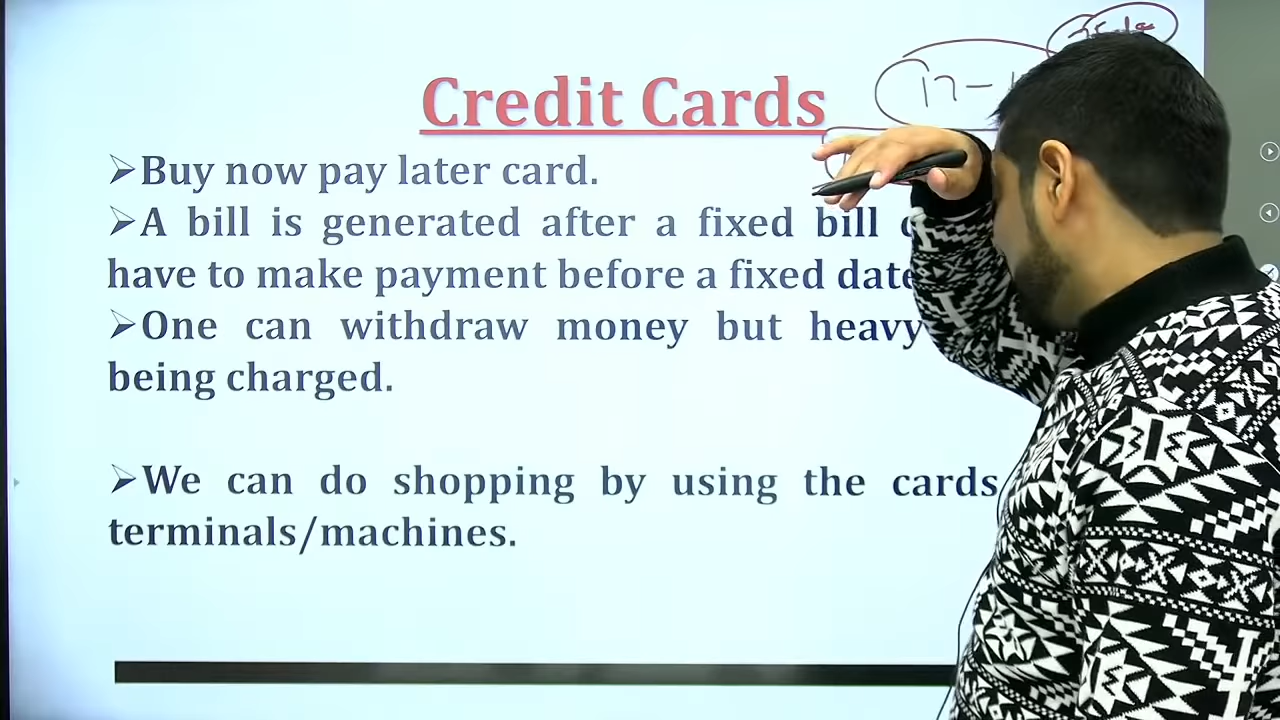 17-
Credit Cards
➢Buy now pay later card.
➢A bill is generated after a fixed bill
have to make payment before a fixed date
➢One can withdraw money but heavy
being charged.
➢We can do shopping by using the cards
terminals/machines.